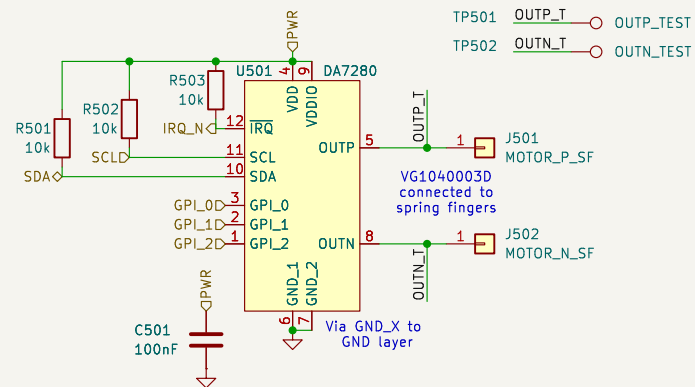 PWR
TP501 OUTP_T OUTP_TEST
TP502 OUTN_T OUTN_TEST
U501 4 9 DA7280
R503
10k
R502
10k
R501
10k
VDD
VDDIO
IRQ_N 12 IRQ
SCL 11 SCL
SDA 10 SDA
GPI_0 3 GPI_0
GPI_1 2 GPI_1
GPI_2 1 GPI_2
OUTP 5
OUTP_T
1 J501
MOTOR_P_SF
VG1040003D
connected to
spring fingers
OUTN 8
OUTN_T
1 J502
MOTOR_N_SF
GND_1
GND_2
6 7
Via GND_X to
GND layer
PWR
C501
100nF